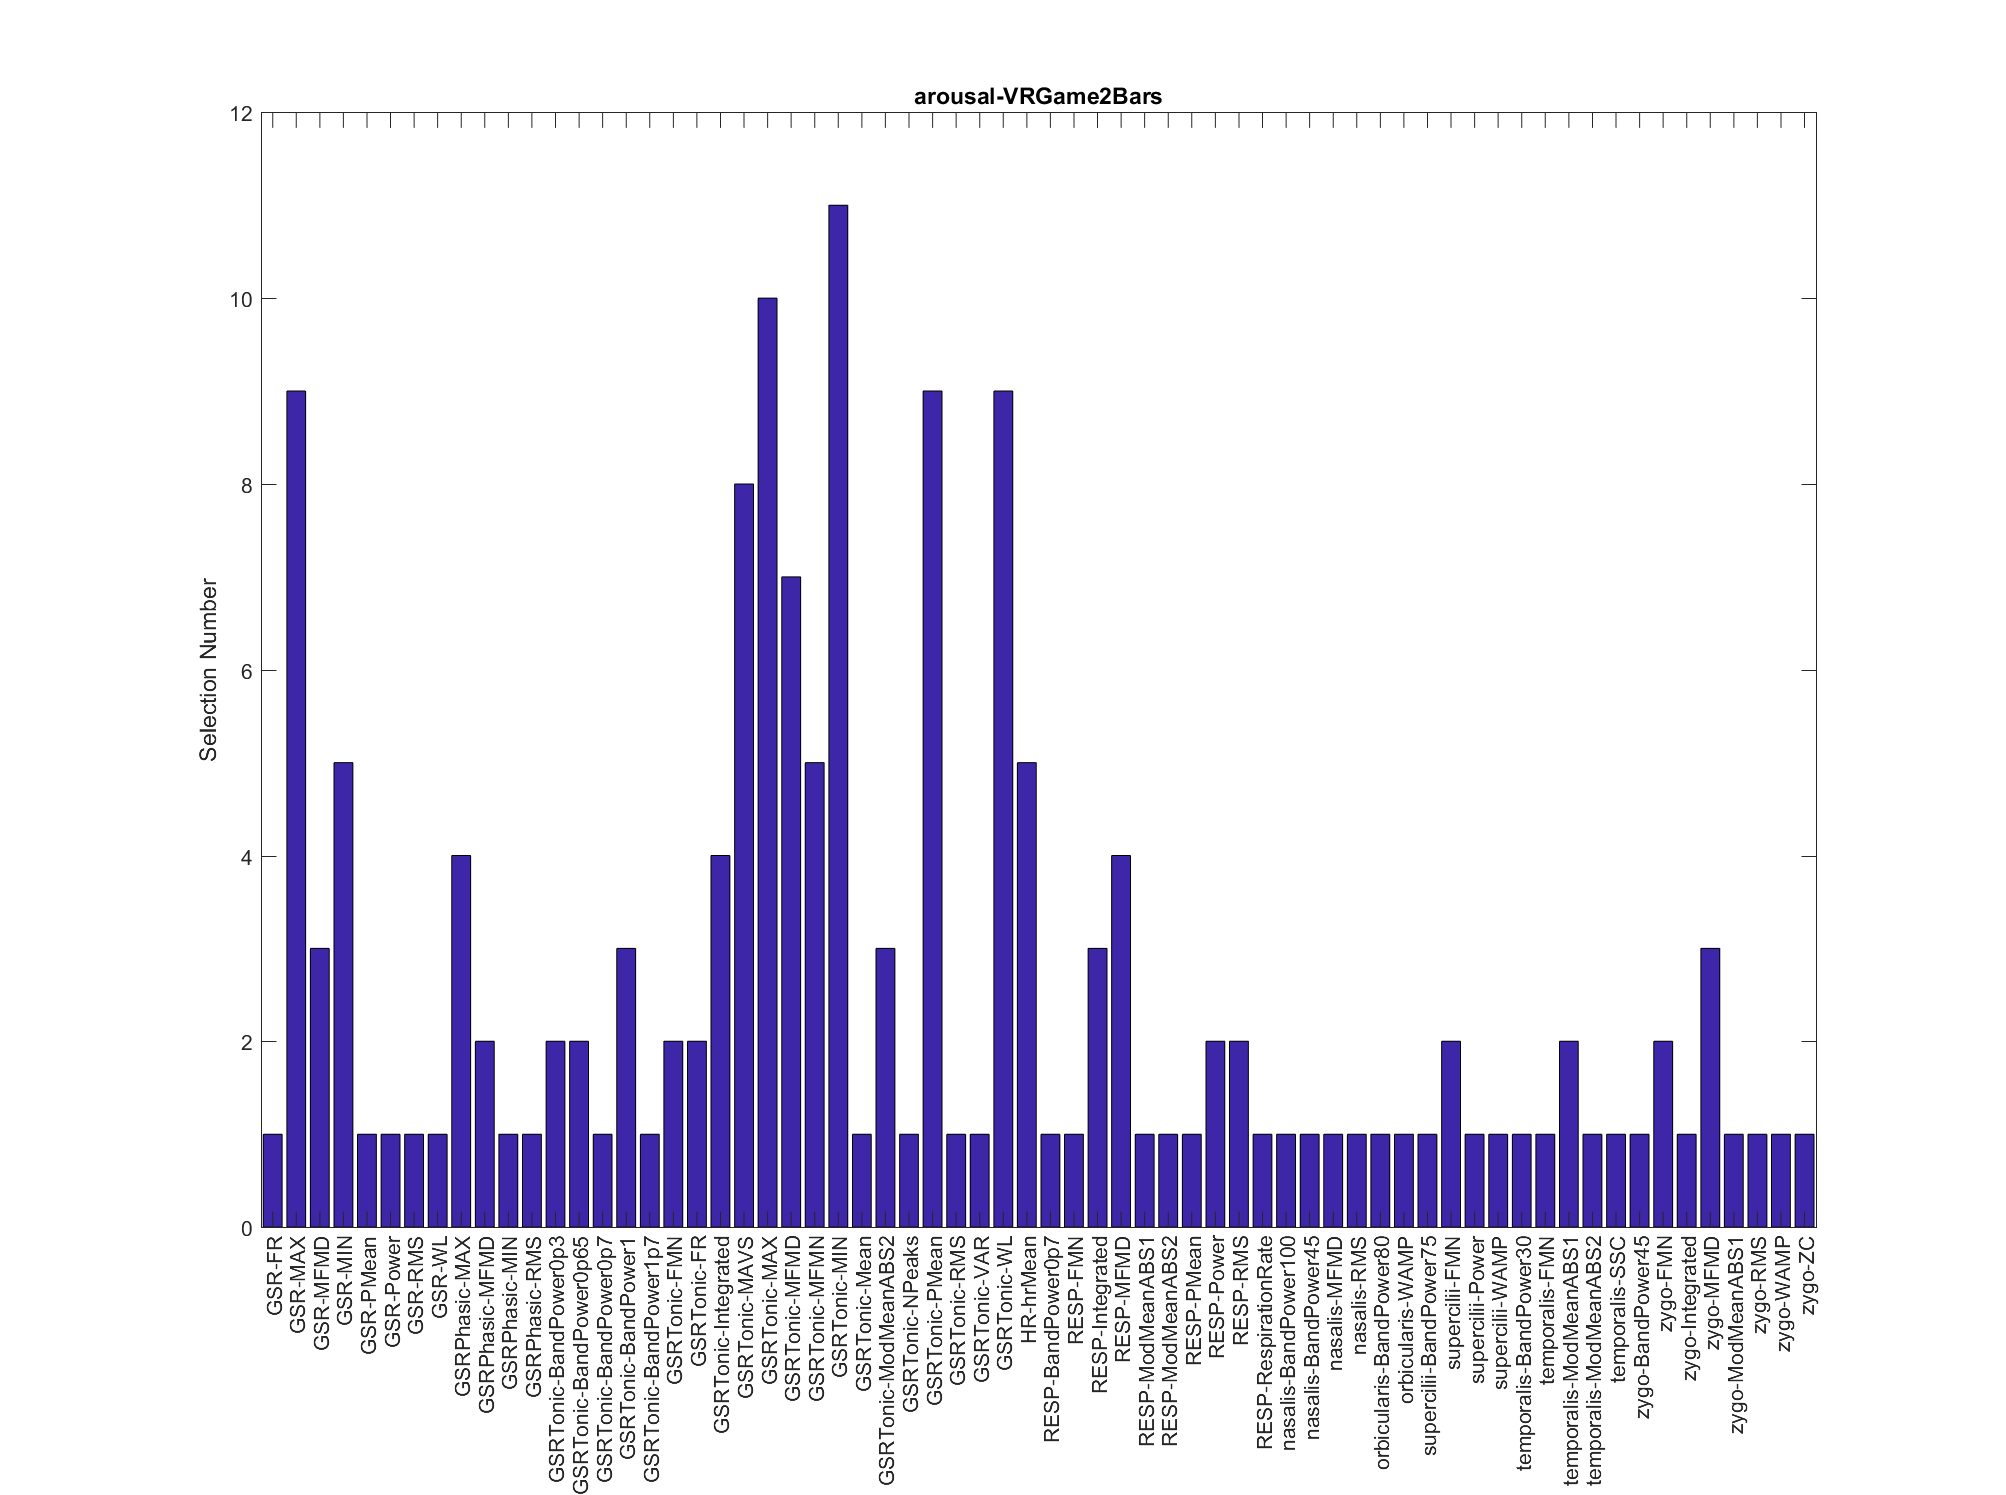 arousal-VRGame2Bars
Selection Number
12
10
8
6
4
2
0
GSR-FR
GSR-MAX
GSR-MFMD
GSR-MIN
GSR-PMean
GSR-Power
GSR-RMS
GSR-WL
GSRPhasic-MAX
GSRPhasic-MFMD
GSRPhasic-MIN
GSRPhasic-RMS
GSRTonic-BandPower0p3
GSRTonic-BandPower0p65
GSRTonic-BandPower0p7
GSRTonic-BandPower1
GSRTonic-BandPower1p7
GSRTonic-FMN
GSRTonic-FR
GSRTonic-Integrated
GSRTonic-MAVS
GSRTonic-MAX
GSRTonic-MFMD
GSRTonic-MFMN
GSRTonic-MIN
GSRTonic-Mean
GSRTonic-ModMeanABS2
GSRTonic-NPeaks
GSRTonic-PMean
GSRTonic-RMS
GSRTonic-VAR
GSRTonic-WL
HR-hrMean
RESP-BandPower0p7
RESP-FMN
RESP-Integrated
RESP-MFMD
RESP-ModMeanABS1
RESP-ModMeanABS2
RESP-PMean
RESP-Power
RESP-RMS
RESP-RespirationRate
nasalis-BandPower100
nasalis-BandPower45
nasalis-MFMD
nasalis-RMS
orbicularis-BandPower80
orbicularis-WAMP
supercilii-BandPower75
supercilii-FMN
supercilii-Power
supercilii-WAMP
temporalis-BandPower30
temporalis-FMN
temporalis-ModMeanABS1
temporalis-ModMeanABS2
temporalis-SSC
zygo-BandPower45
zygo-FMN
zygo-Integrated
zygo-MFMD
zygo-ModMeanABS1
zygo-RMS
zygo-WAMP
zygo-ZC